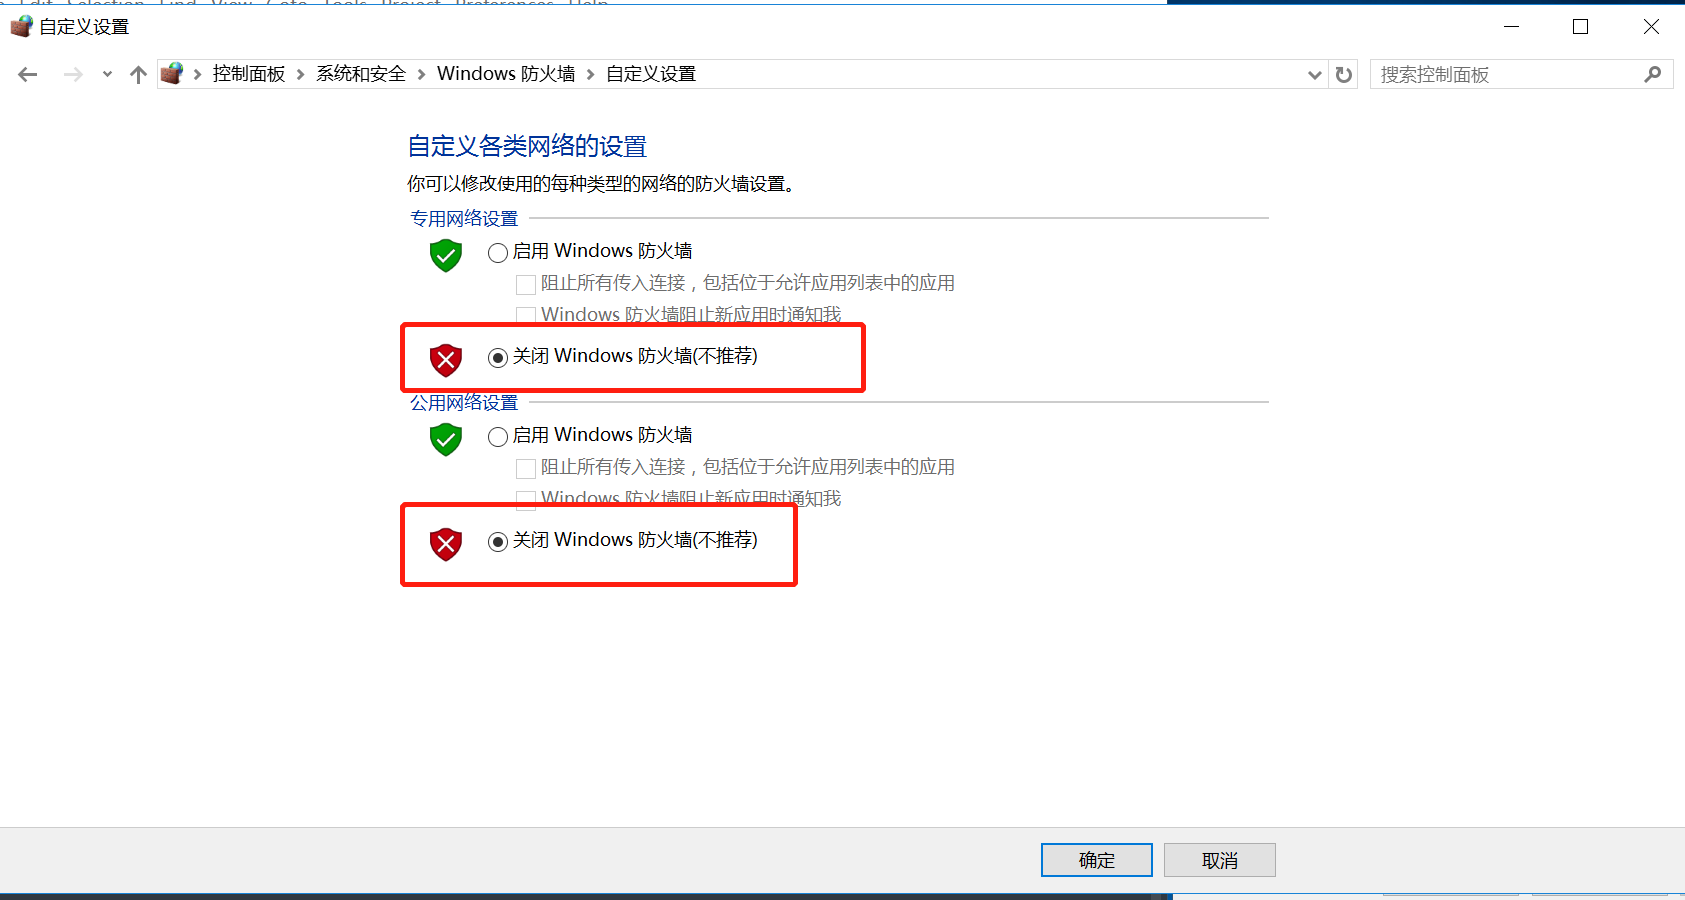 Edit Selection Find View Goto Tools Project Preferences Help
自定义设置
控制面板 系统和安全 Windows 防火墙 自定义设置
搜索控制面板
自定义各类网络的设置
你可以修改使用的每种类型的网络的防火墙设置。
专用网络设置
启用 Windows 防火墙
阻止所有传入连接，包括位于允许应用列表中的应用
Windows 防火墙阻止新应用时通知我
关闭 Windows 防火墙(不推荐)
公用网络设置
启用 Windows 防火墙
阻止所有传入连接，包括位于允许应用列表中的应用
Windows 防火墙阻止新应用时通知我
关闭 Windows 防火墙(不推荐)
确定
取消